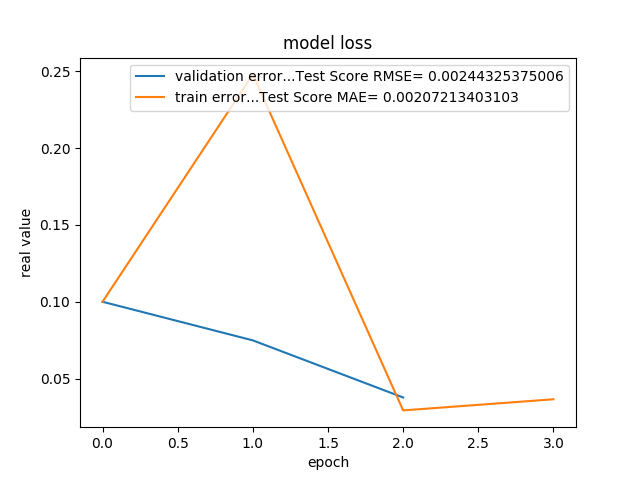 model loss
validation error...Test Score RMSE= 0.00244325375006
train error...Test Score MAE= 0.00207213403103
0.25
0.20
0.15
0.10
0.05
real value
0.0 0.5 1.0 1.5 2.0 2.5 3.0
epoch